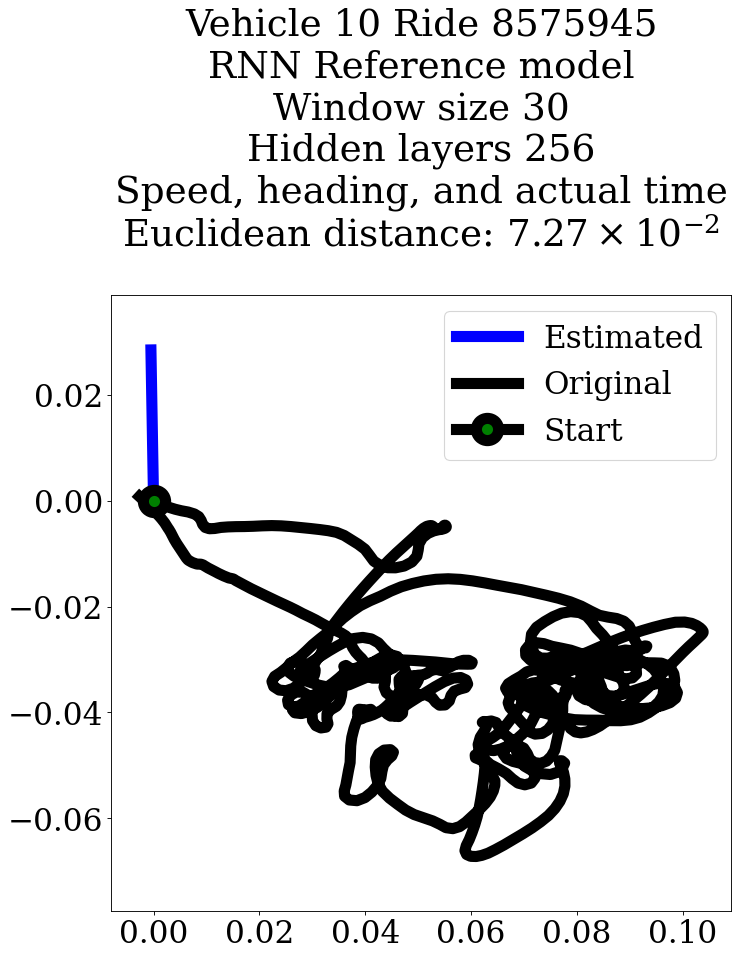 Vehicle 10 Ride 8575945
RNN Reference model
Window size 30
Hidden layers 256
Speed, heading, and actual time
Euclidean distance: 7.27 × 10⁻²
Estimated
Original
Start
0.02
0.00
−0.02
−0.04
−0.06
0.00 0.02 0.04 0.06 0.08 0.10